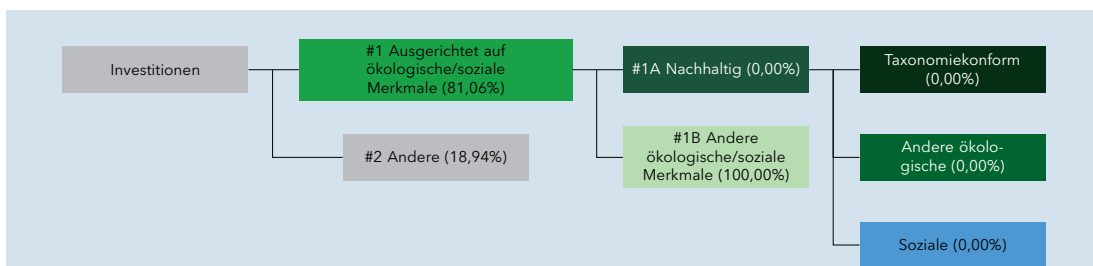 Investitionen
#1 Ausgerichtet auf
ökologische/soziale
Merkmale (81,06%)
#2 Andere (18,94%)
#1A Nachhaltig (0,00%)
#1B Andere
ökologische/soziale
Merkmale (100,00%)
Taxonomiekonform
(0,00%)
Andere ökolo-
gische (0,00%)
Soziale (0,00%)